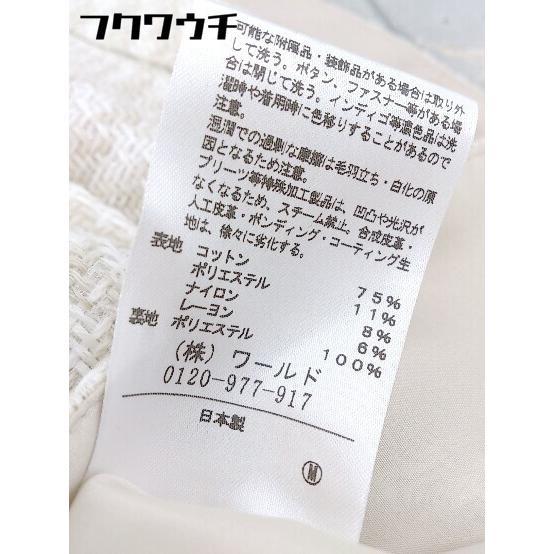 フクワウチ
可能な附属品・装飾品がある場合は取り外
して洗う。ボタン、ファスナー等がある場
合は閉じて洗う。インディゴ等濃色品は洗
濯時や着用時に色移りすることがあるので
注意。
湿潤での過剰な摩擦は毛羽立ち・白化の原
因となるため注意。
プリーツ等特殊加工製品は、凹凸や光沢が
なくなるため、スチーム禁止。合成皮革・
人工皮革・ボンディング・コーティング生
地は、徐々に劣化する。
表地 コットン 75%
ポリエステル 11%
ナイロン 8%
レーヨン 6%
裏地 ポリエステル 100%
(株) ワールド
0120-977-917
日本製
M